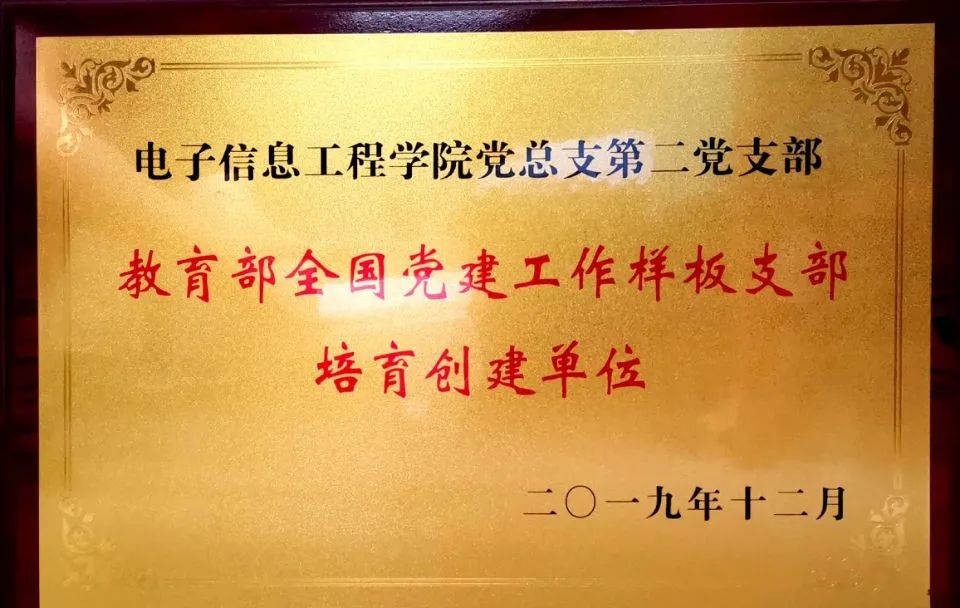 电子信息工程学院党总支第二党支部
教育部全国党建工作样板支部
培育创建单位
二〇一九年十二月